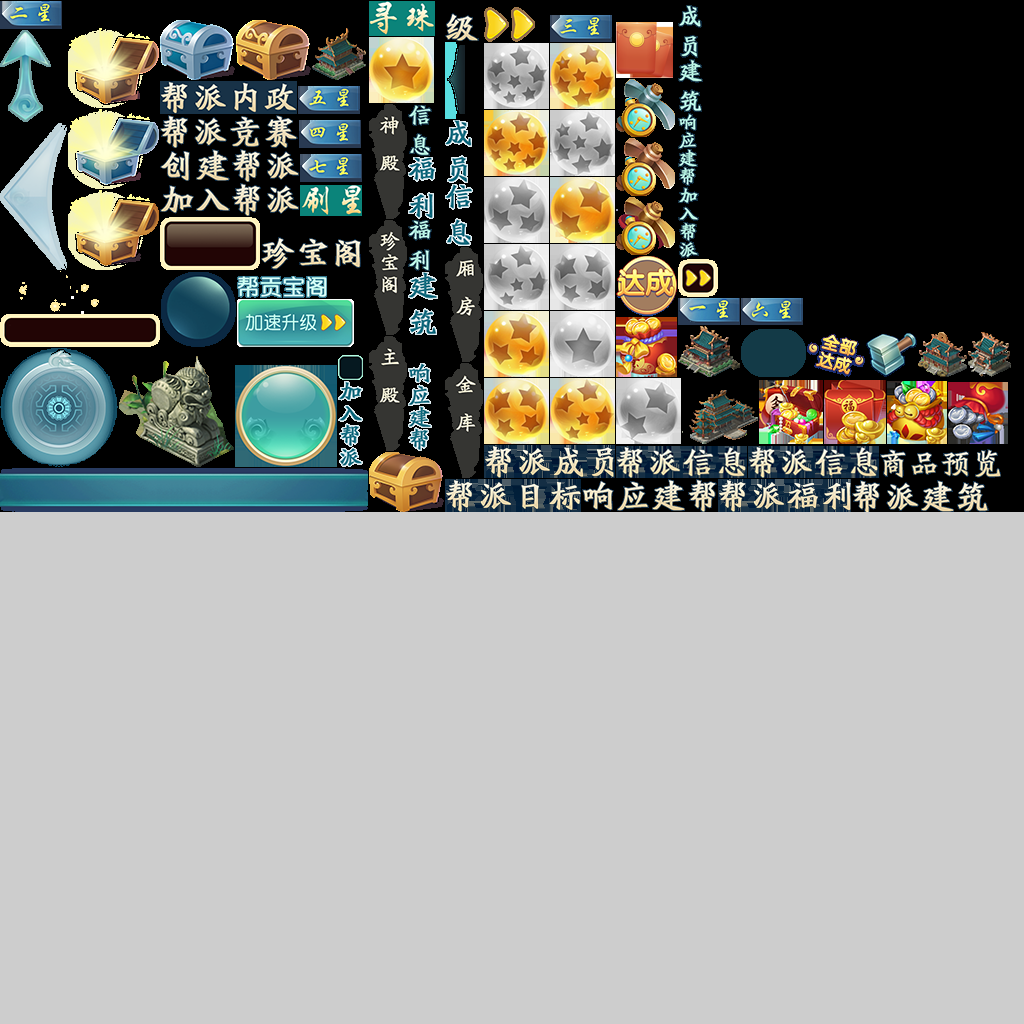 二星
寻珠
级
三星
成员建筑响应建帮加入帮派
帮派内政
五星
帮派竞赛
四星
创建帮派
七星
加入帮派
刷星
珍宝阁
帮贡宝阁
加速升级
神殿
珍宝阁
主殿
信息福利福利建筑
响应建帮
成员信息
厢房
金库
加入帮派
达成
一星
六星
全部
达成
福
帮派成员帮派信息帮派信息商品预览
帮派目标响应建帮帮派福利帮派建筑